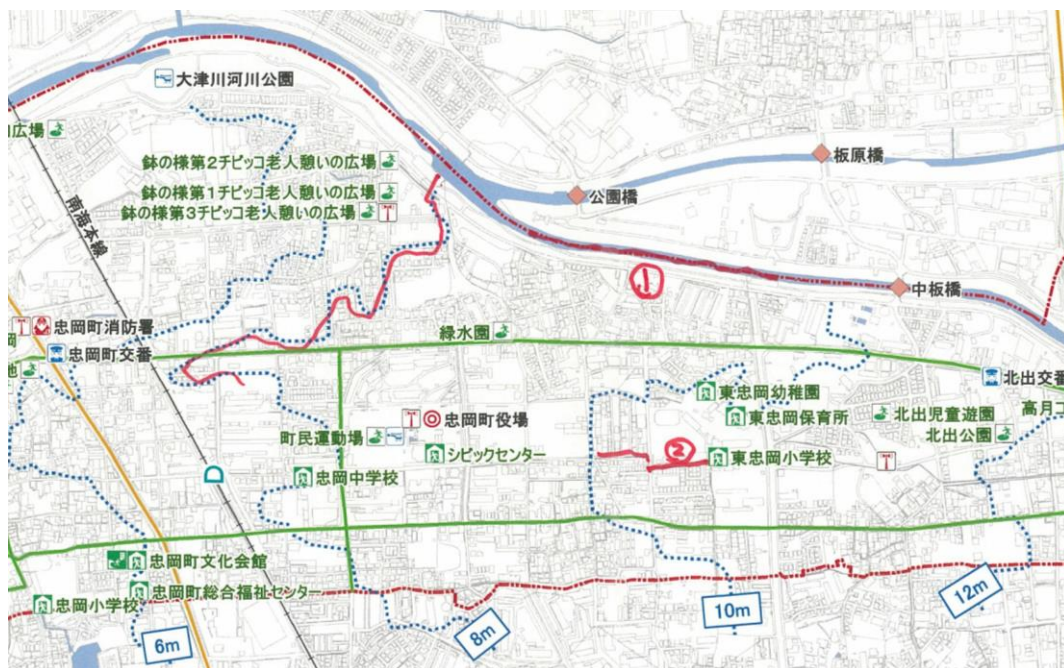 大津川河川公園
広場
鉢の様第2チビッコ老人憩いの広場
鉢の様第1チビッコ老人憩いの広場
鉢の様第3チビッコ老人憩いの広場
板原橋
公園橋
南海本線
①
中板橋
忠岡町消防署
忠岡町交番
緑水園
北出交番
東忠岡幼稚園
東忠岡保育所
北出児童遊園
北出公園
忠岡町役場
町民運動場
シビックセンター
②
東忠岡小学校
忠岡中学校
D
忠岡町文化会館
忠岡町総合福祉センター
忠岡小学校
6m
8m
10m
12m